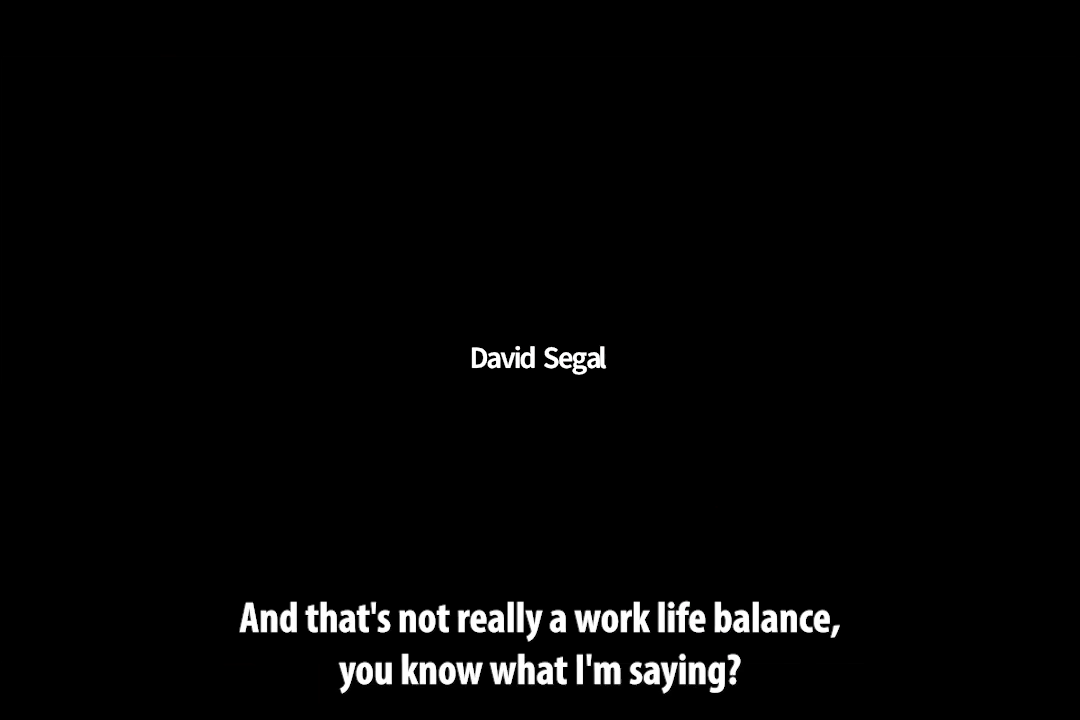 David Segal
And that's not really a work life balance,
you know what I'm saying?